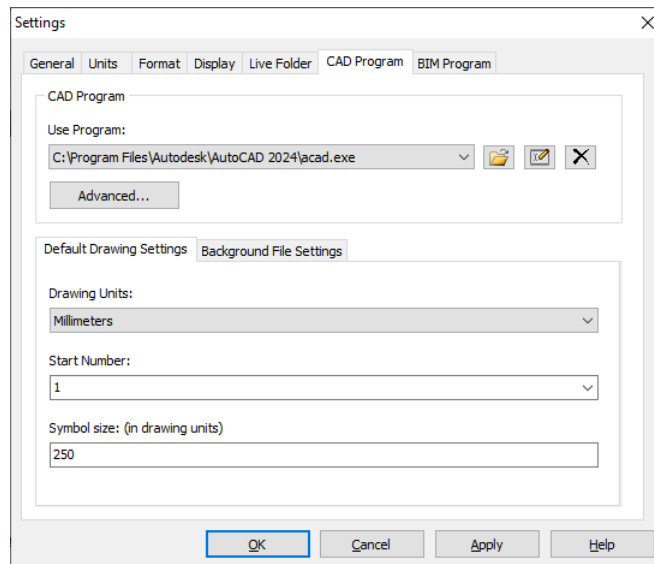 Settings
General Units Format Display Live Folder CAD Program BIM Program
CAD Program
Use Program:
C:\Program Files\Autodesk\AutoCAD 2024\acad.exe
Advanced...
Default Drawing Settings Background File Settings
Drawing Units:
Millimeters
Start Number:
1
Symbol size: (in drawing units)
250
OK Cancel Apply Help